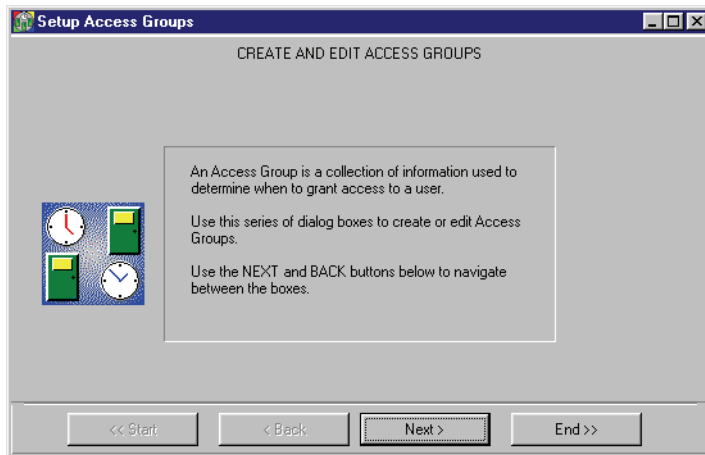 Setup Access Groups
CREATE AND EDIT ACCESS GROUPS
An Access Group is a collection of information used to
determine when to grant access to a user.
Use this series of dialog boxes to create or edit Access
Groups.
Use the NEXT and BACK buttons below to navigate
between the boxes.
<< Start
< Back
Next >
End >>